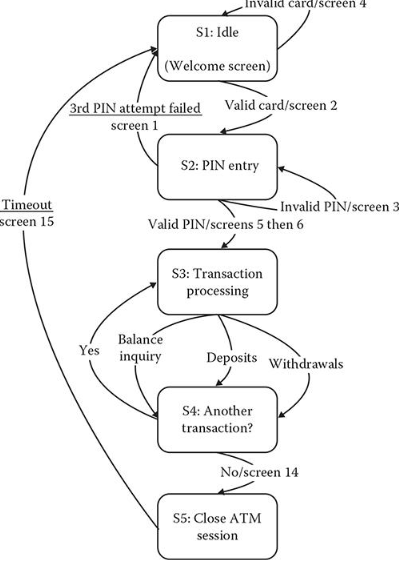 Invalid card/screen 4
S1: Idle
(Welcome screen)
3rd PIN attempt failed
screen 1
Valid card/screen 2
S2: PIN entry
Timeout
screen 15
Invalid PIN/screen 3
Valid PIN/screens 5 then 6
S3: Transaction
processing
Yes
Balance
inquiry
Deposits
Withdrawals
S4: Another
transaction?
No/screen 14
S5: Close ATM
session